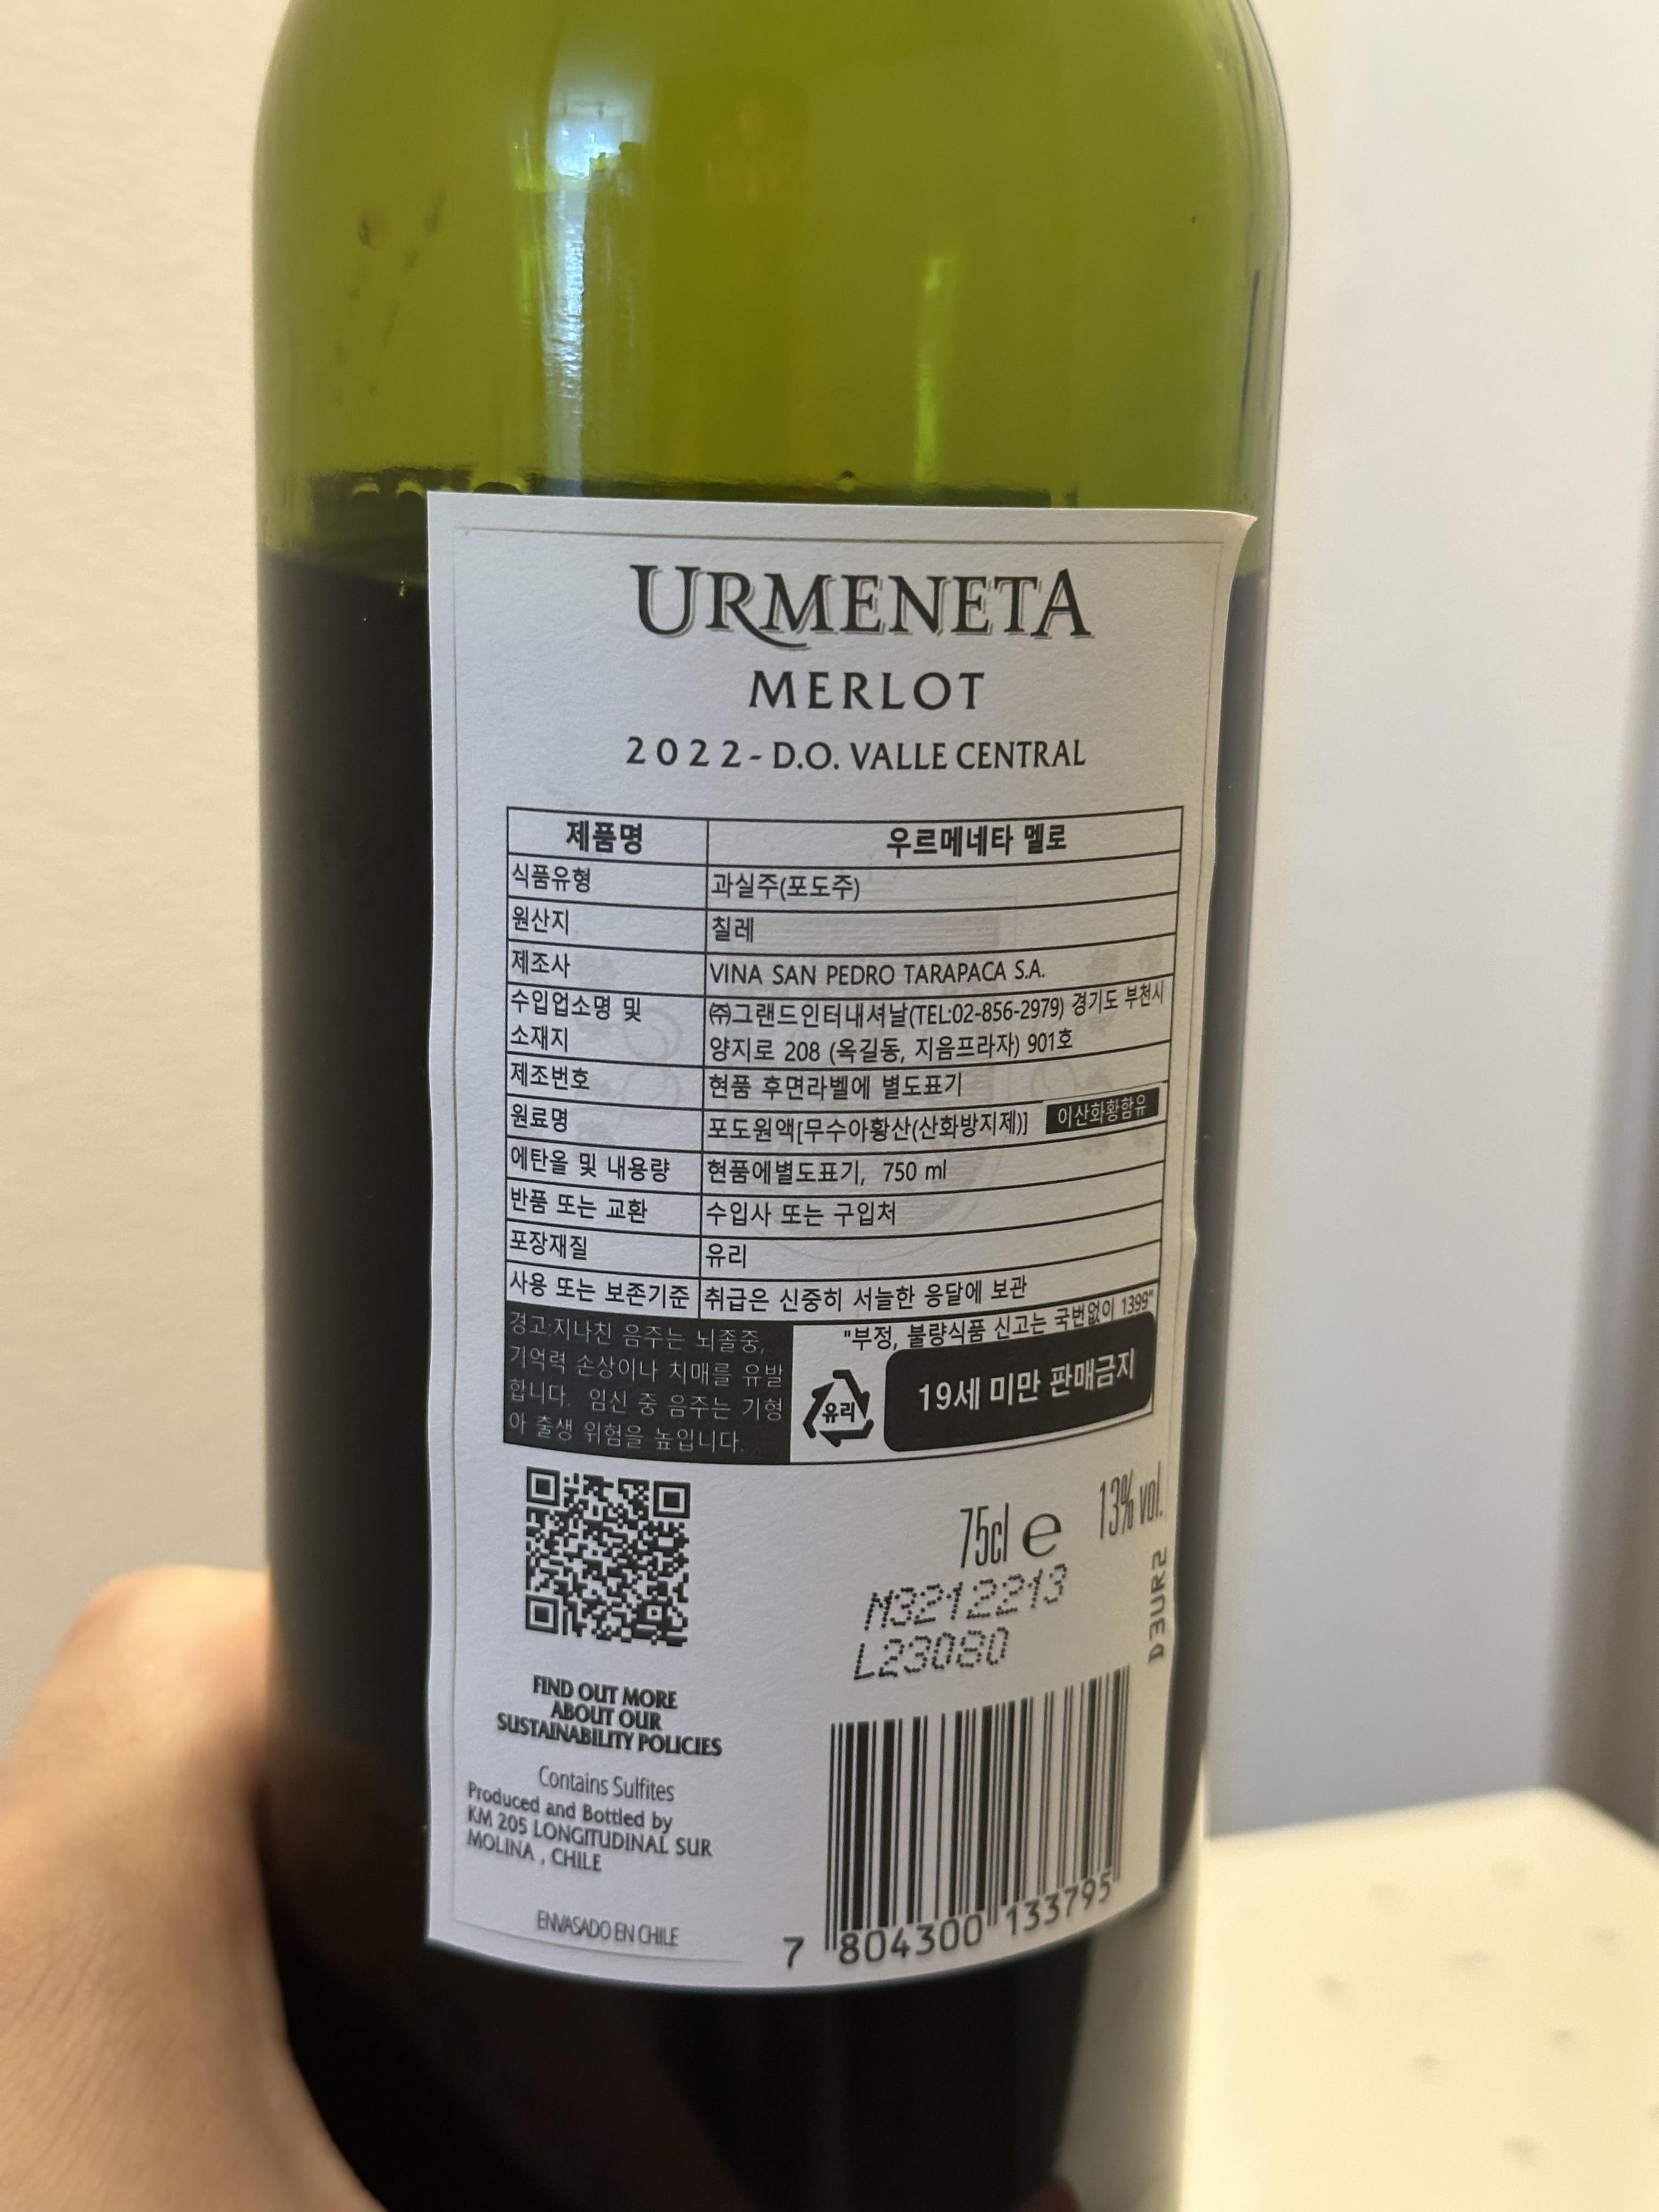 URMENETA
MERLOT
2022 - D.O. VALLE CENTRAL
제품명 우르메네타 멜로
식품유형 과실주(포도주)
원산지 칠레
제조사 VINA SAN PEDRO TARAPACA S.A.
수입업소명 및 소재지 ㈜그랜드인터내셔날(TEL:02-856-2979) 경기도 부천시
양지로 208 (옥길동, 지음프라자) 901호
제조번호 현품 후면라벨에 별도표기
원료명 포도원액[무수아황산(산화방지제)] 이산화황함유
에탄올 및 내용량 현품에별도표기, 750 ml
반품 또는 교환 수입사 또는 구입처
포장재질 유리
사용 또는 보존기준 취급은 신중히 서늘한 응달에 보관
경고:지나친 음주는 뇌졸중,
기억력 손상이나 치매를 유발
합니다. 임신 중 음주는 기형
아 출생 위험을 높입니다.
"부정, 불량식품 신고는 국번없이 1399"
유리
19세 미만 판매금지
75cl e 13% vol.
N3212213
L23080
D3UR2
FIND OUT MORE
ABOUT OUR
SUSTAINABILITY POLICIES
Contains Sulfites
Produced and Bottled by
KM 205 LONGITUDINAL SUR
MOLINA , CHILE
ENVASADO EN CHILE
7 804300 133795